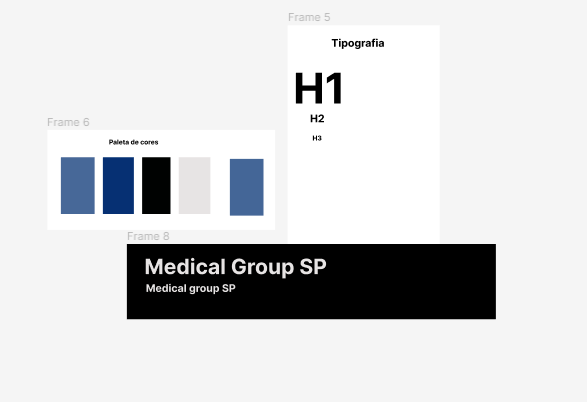 Frame 5
Tipografia
H1
H2
H3
Frame 6
Paleta de cores
Frame 8
Medical Group SP
Medical group SP